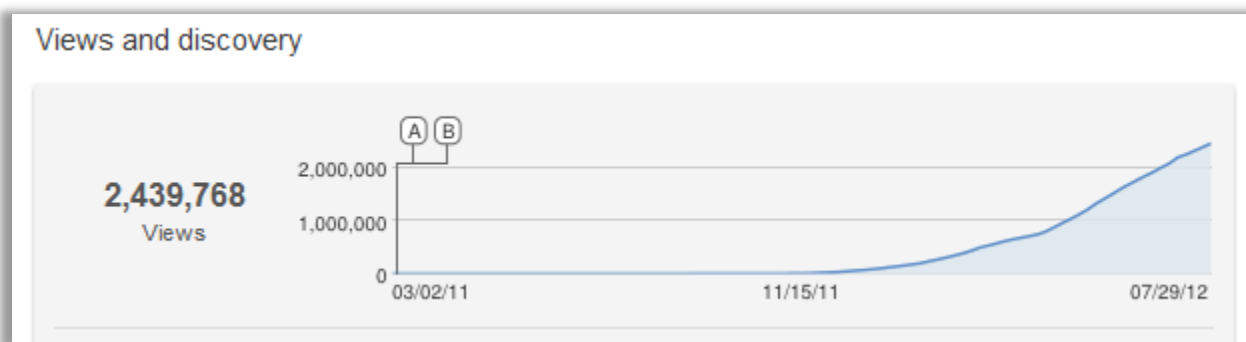 Views and discovery
A B
2,000,000
2,439,768
Views
1,000,000
0
03/02/11 11/15/11 07/29/12